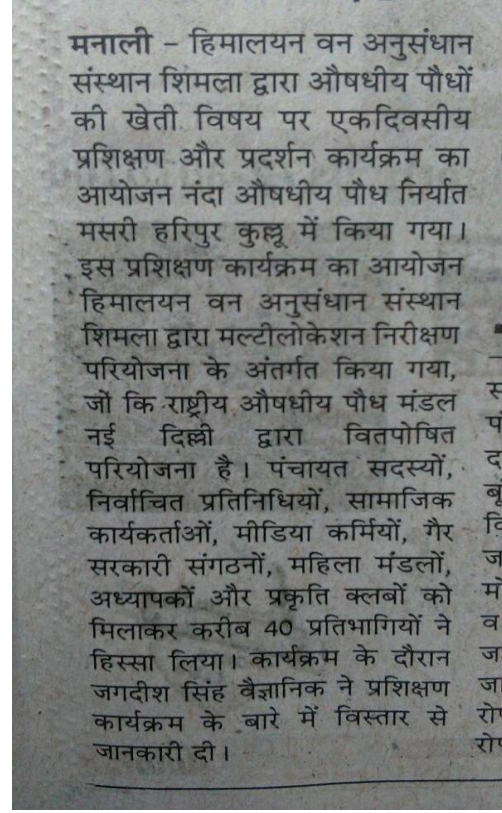 मनाली – हिमालयन वन अनुसंधान
संस्थान शिमला द्वारा औषधीय पौधों
की खेती विषय पर एकदिवसीय
प्रशिक्षण और प्रदर्शन कार्यक्रम का
आयोजन नंदा औषधीय पौध निर्यात
मसरी हरिपुर कुल्लू में किया गया।
इस प्रशिक्षण कार्यक्रम का आयोजन
हिमालयन वन अनुसंधान संस्थान
शिमला द्वारा मल्टीलोकेशन निरीक्षण
परियोजना के अंतर्गत किया गया,
जों कि राष्ट्रीय औषधीय पौध मंडल
नई दिल्ली द्वारा वितपोषित
परियोजना है। पंचायत सदस्यों,
निर्वाचित प्रतिनिधियों, सामाजिक
कार्यकर्ताओं, मीडिया कर्मियों, गैर
सरकारी संगठनों, महिला मंडलों,
अध्यापकों और प्रकृति क्लबों को
मिलाकर करीब 40 प्रतिभागियों ने
हिस्सा लिया। कार्यक्रम के दौरान
जगदीश सिंह वैज्ञानिक ने प्रशिक्षण
कार्यक्रम के बारे में विस्तार से
जानकारी दी।